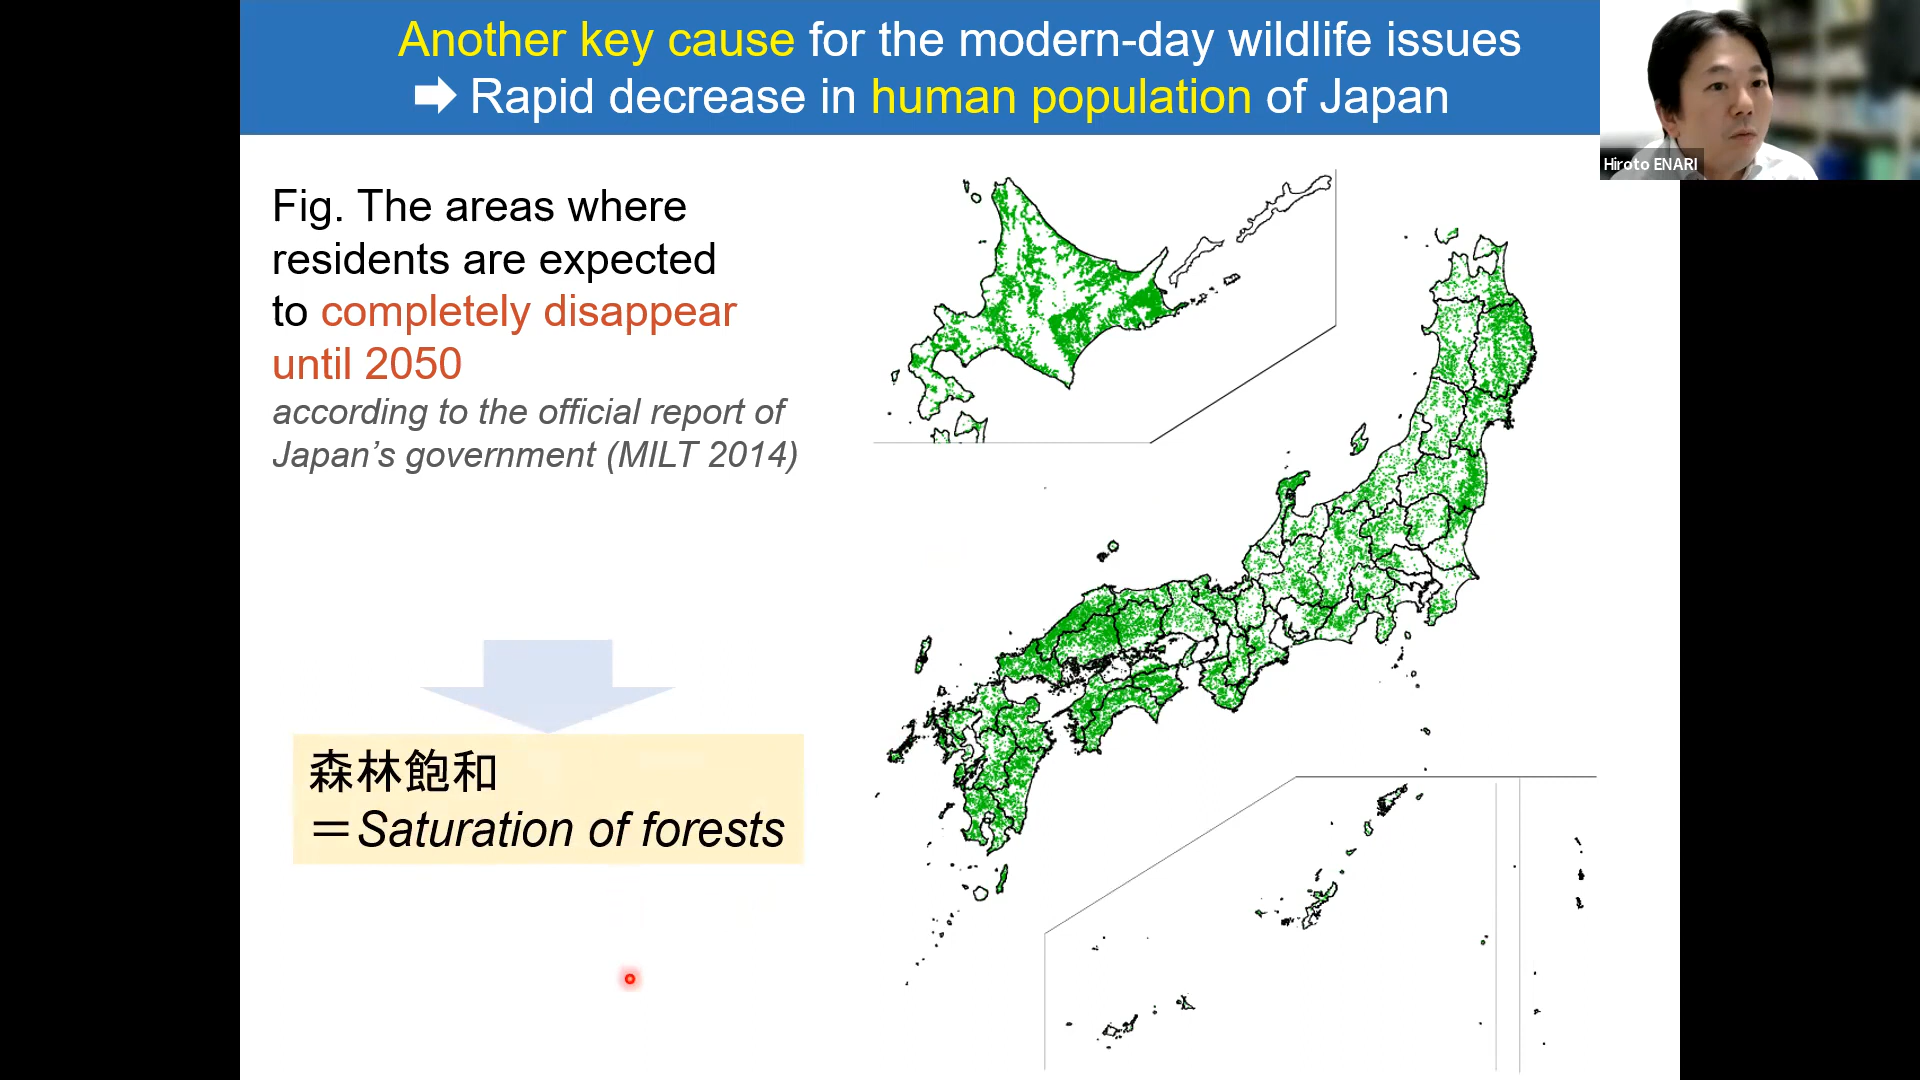 Another key cause for the modern-day wildlife issues
➡ Rapid decrease in human population of Japan
Hiroto ENARI
Fig. The areas where
residents are expected
to completely disappear
until 2050
according to the official report of
Japan’s government (MILT 2014)
森林飽和
＝Saturation of forests